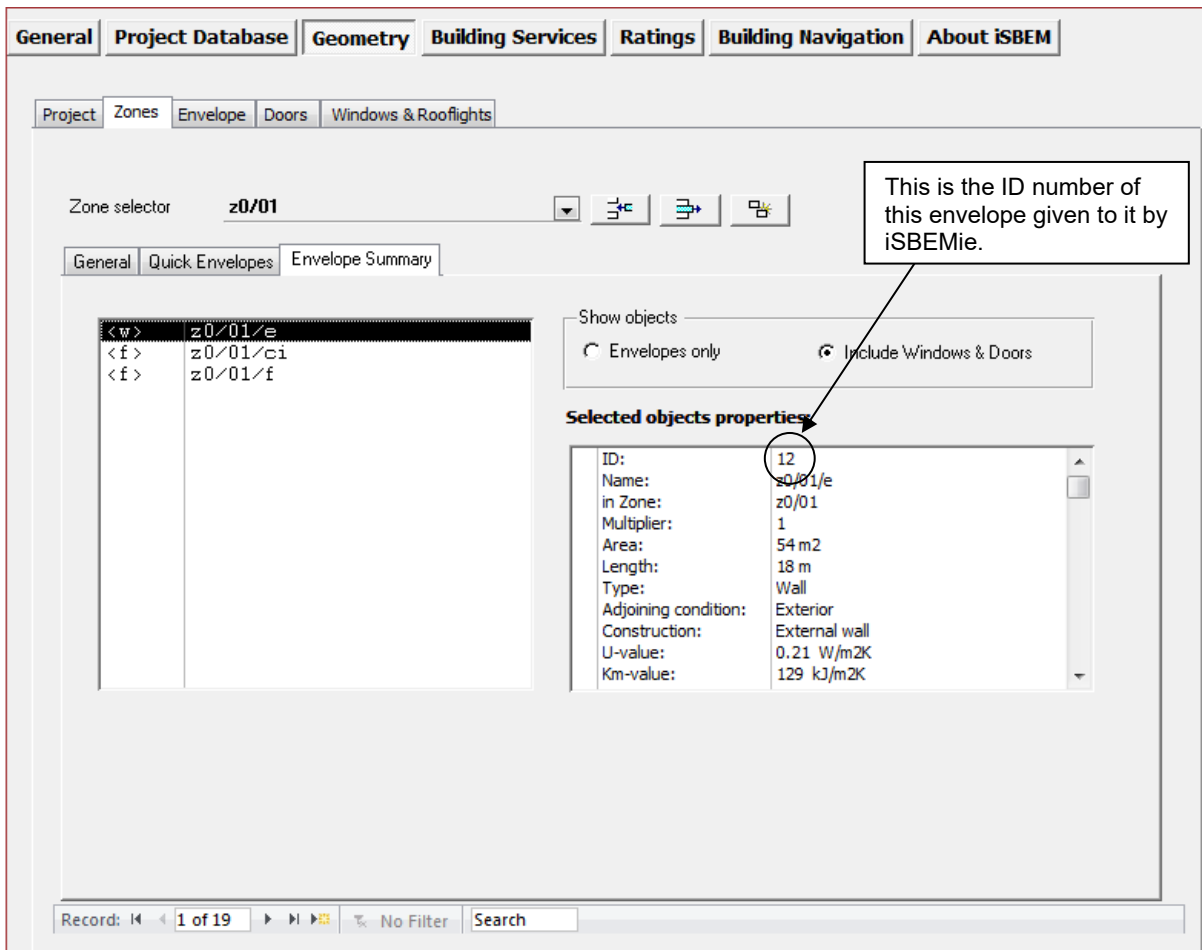 General Project Database Geometry Building Services Ratings Building Navigation About iSBEM
Project Zones Envelope Doors Windows & Rooflights
This is the ID number of
this envelope given to it by
iSBEMie.
Zone selector z0/01
General Quick Envelopes Envelope Summary
<w> z0/01/e
<f> z0/01/ci
<f> z0/01/f
Show objects
Envelopes only Include Windows & Doors
Selected objects properties:
ID: 12
Name: z0/01/e
in Zone: z0/01
Multiplier: 1
Area: 54 m2
Length: 18 m
Type: Wall
Adjoining condition: Exterior
Construction: External wall
U-value: 0.21 W/m2K
Km-value: 129 kJ/m2K
Record: 1 of 19 No Filter Search